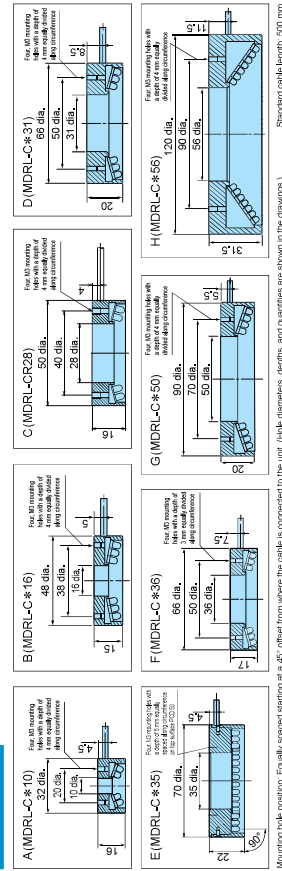 A (MDRL-C＊10)
32 dia.
20 dia.
10 dia.
Four, M3 mounting
holes with a depth of
4 mm equally divided
along circumference
4.5
16
B (MDRL-C＊16)
48 dia.
38 dia.
16 dia.
Four, M3 mounting
holes with a depth of
4 mm equally divided
along circumference
5
15
C (MDRL-CR28)
50 dia.
40 dia.
28 dia.
Four, M3 mounting
holes with a depth of
4 mm equally divided
along circumference
4
16
D (MDRL-C＊31)
66 dia.
50 dia.
31 dia.
Four, M3 mounting
holes with a depth of
4 mm equally divided
along circumference
8.5
20
E (MDRL-C＊35)
70 dia.
35 dia.
Four, M3 mounting holes with
a depth of 5 mm equally
spaced along circumference
on top surface PCD 50
4.5
22
90°
F (MDRL-C＊36)
66 dia.
50 dia.
36 dia.
Four, M3 mounting
holes with a depth of
3 mm equally divided
along circumference
7.5
17
G (MDRL-C＊50)
90 dia.
70 dia.
50 dia.
Four, M3 mounting holes with
a depth of 4 mm equally
divided along circumference
5.5
20
H (MDRL-C＊56)
120 dia.
90 dia.
56 dia.
Four, M3 mounting holes with
a depth of 4 mm equally
divided along circumference
11.5
31.5
Mounting hole position: Equally spaced starting at a 45° offset from where the cable is connected to the unit. (Hole diameters, depths, and quantities are shown in the drawings.) Standard cable length: 500 mm